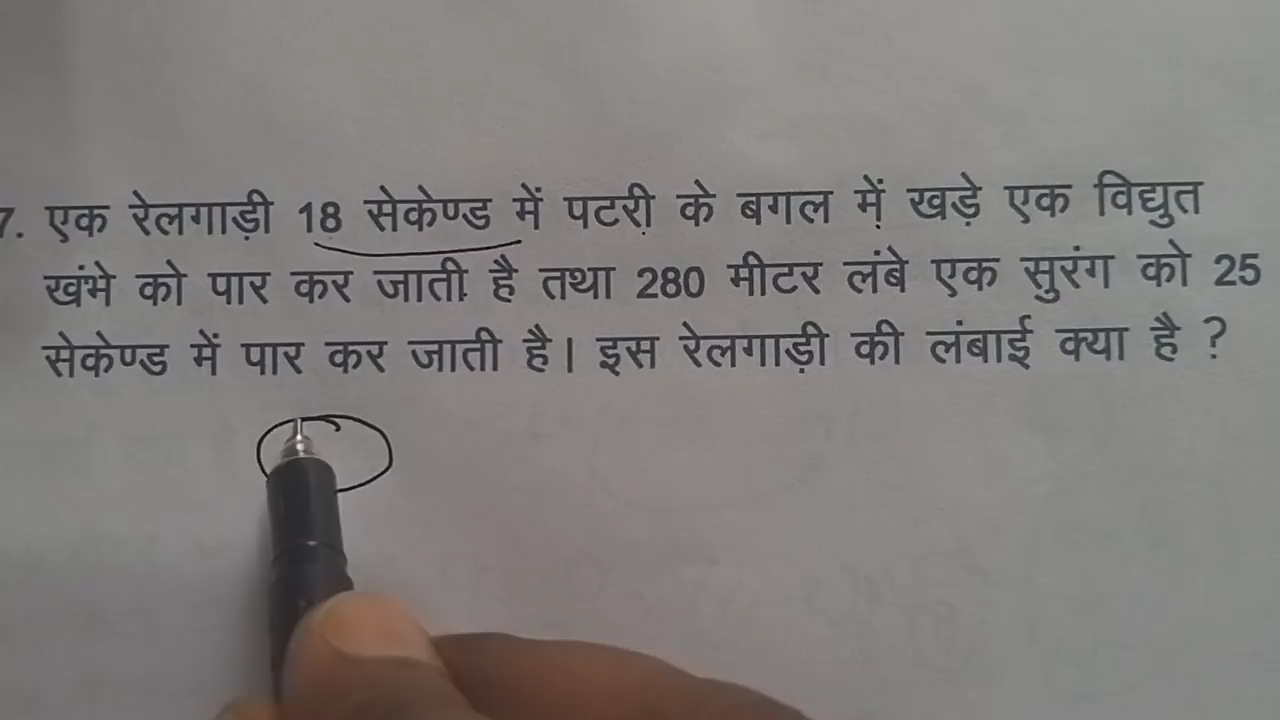 7. एक रेलगाड़ी 18 सेकेण्ड में पटरी के बगल में खड़े एक विद्युत
खंभे को पार कर जाती है तथा 280 मीटर लंबे एक सुरंग को 25
सेकेण्ड में पार कर जाती है। इस रेलगाड़ी की लंबाई क्या है ?